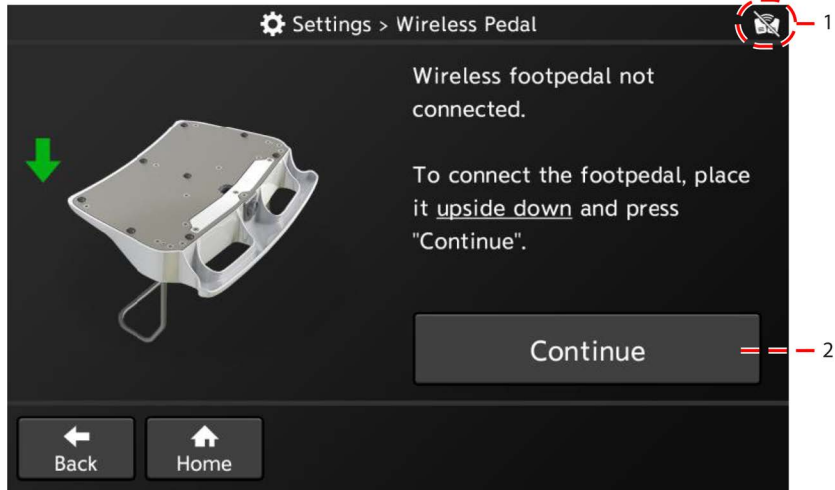 Settings > Wireless Pedal
1
Wireless footpedal not
connected.
To connect the footpedal, place
it upside down and press
"Continue".
Continue
2
Back
Home